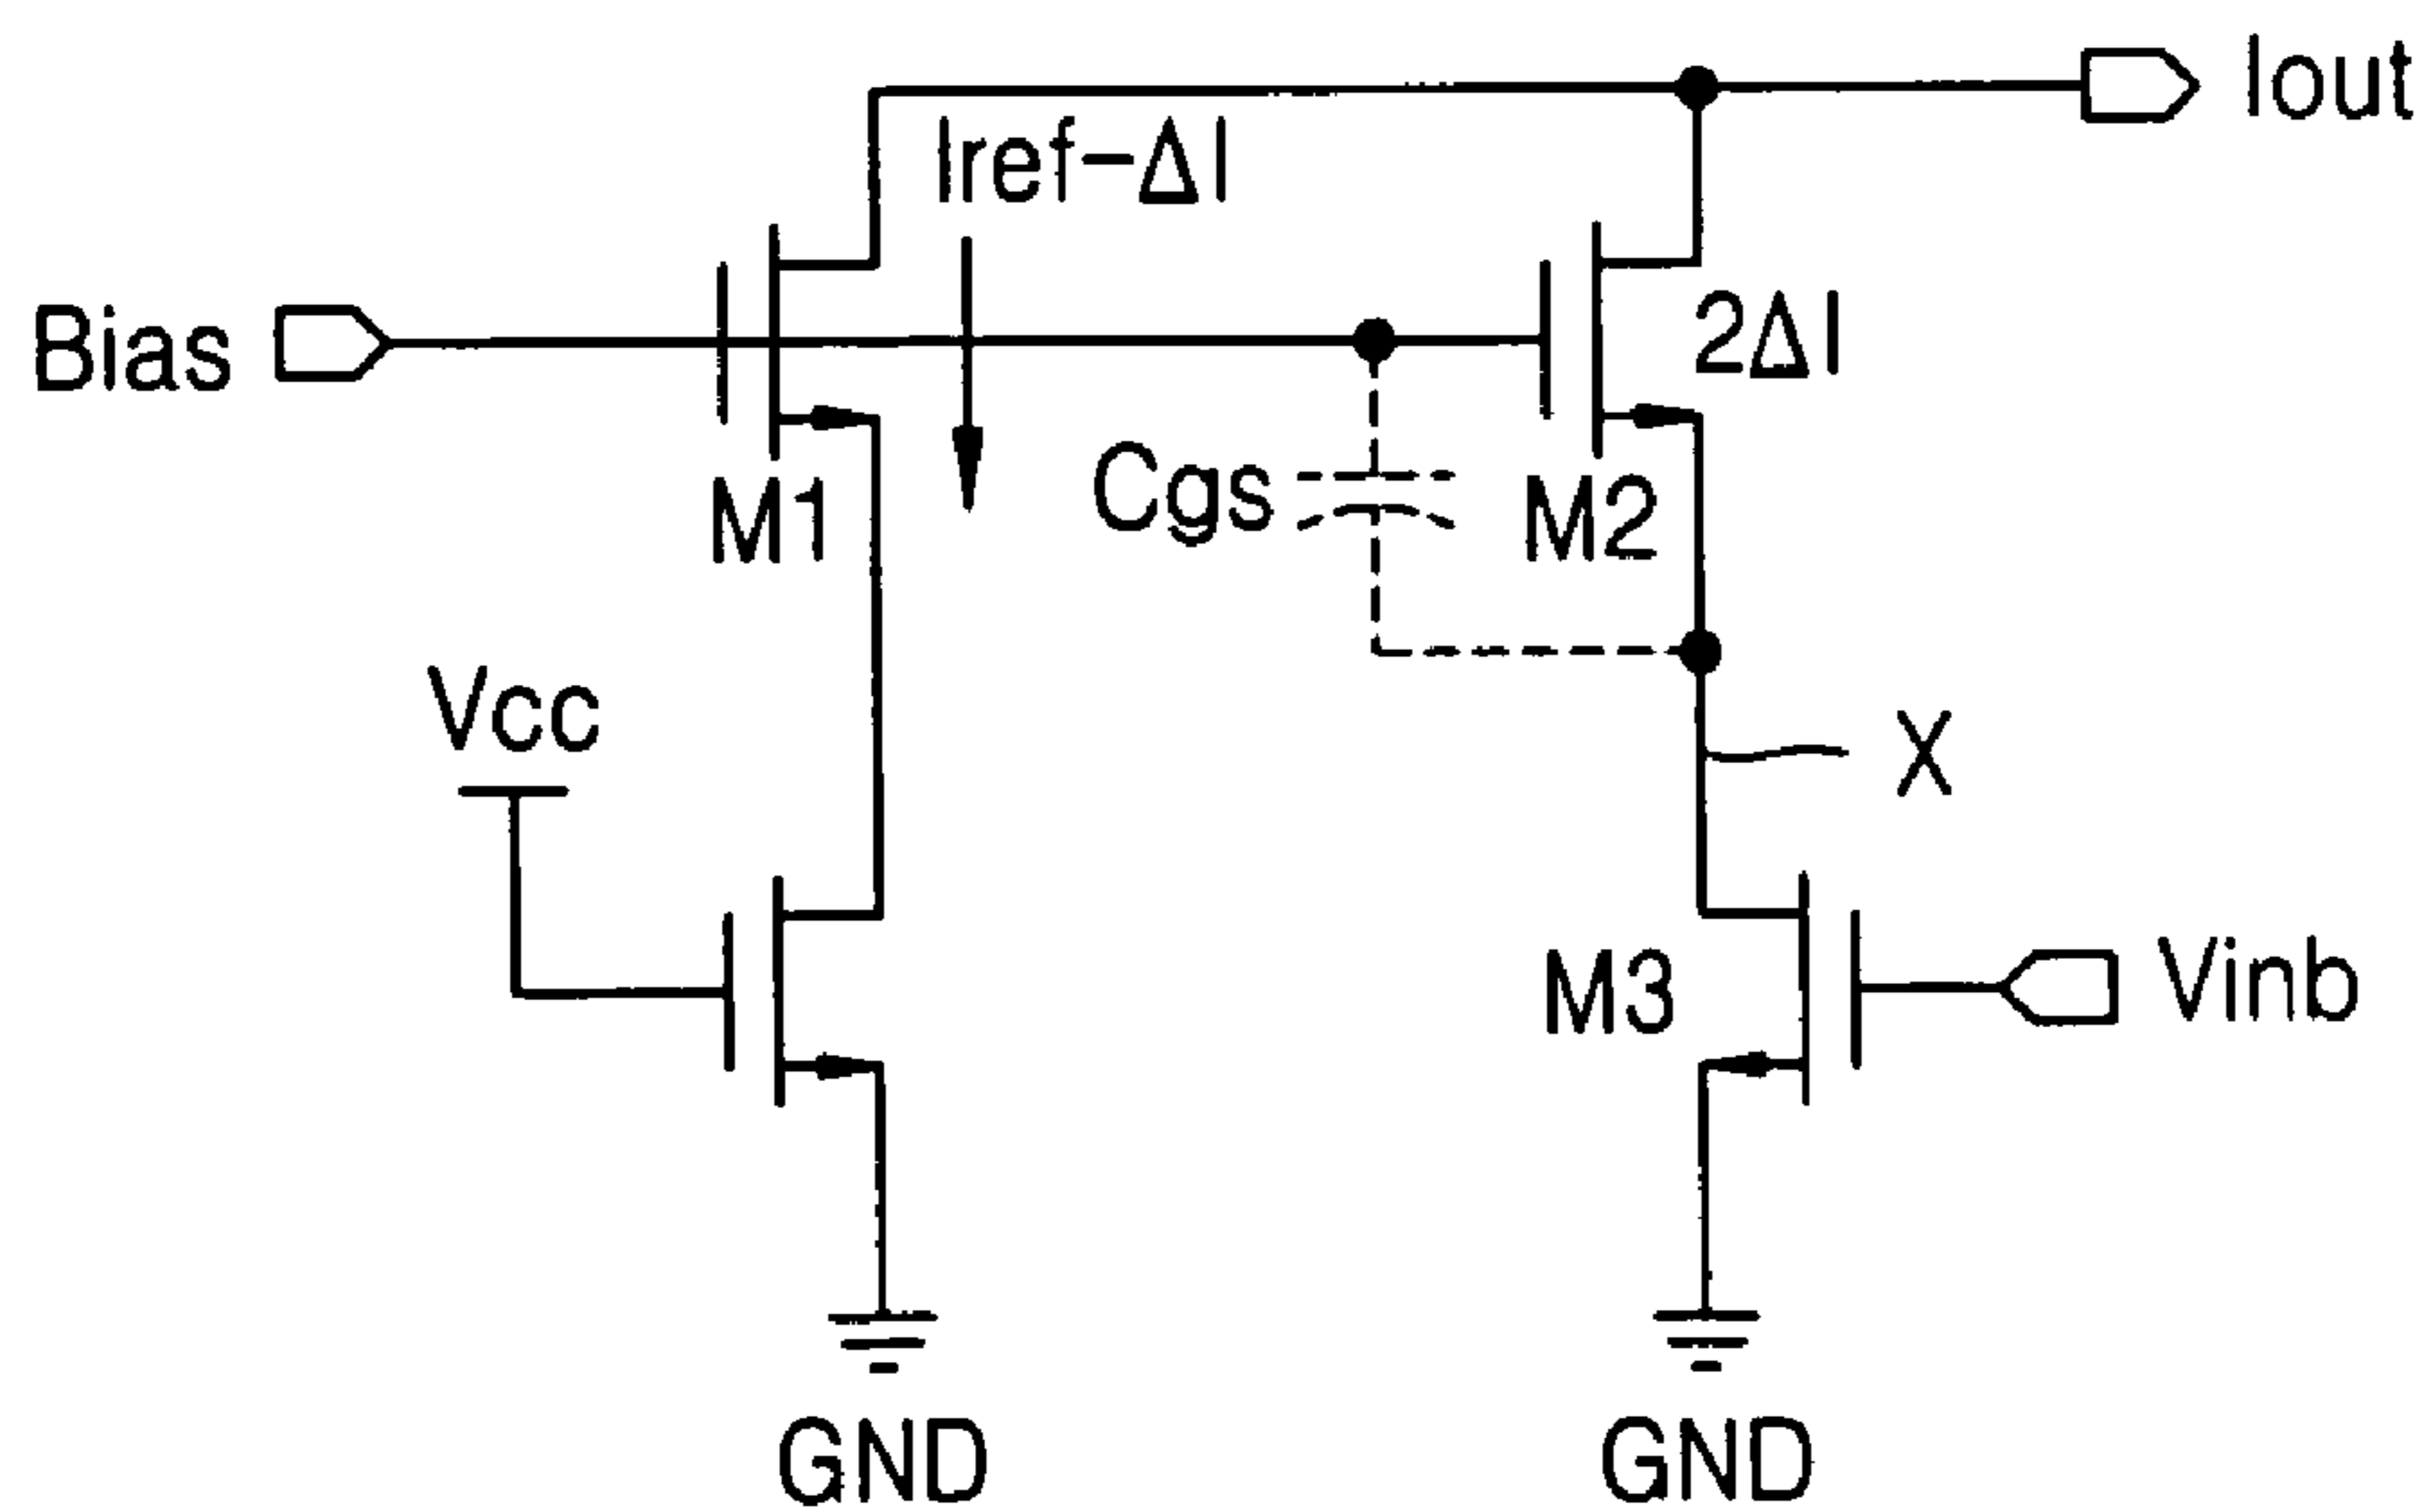 Iout
Iref-ΔI
Bias
2ΔI
M1
Cgs
M2
Vcc
X
M3
Vinb
GND
GND